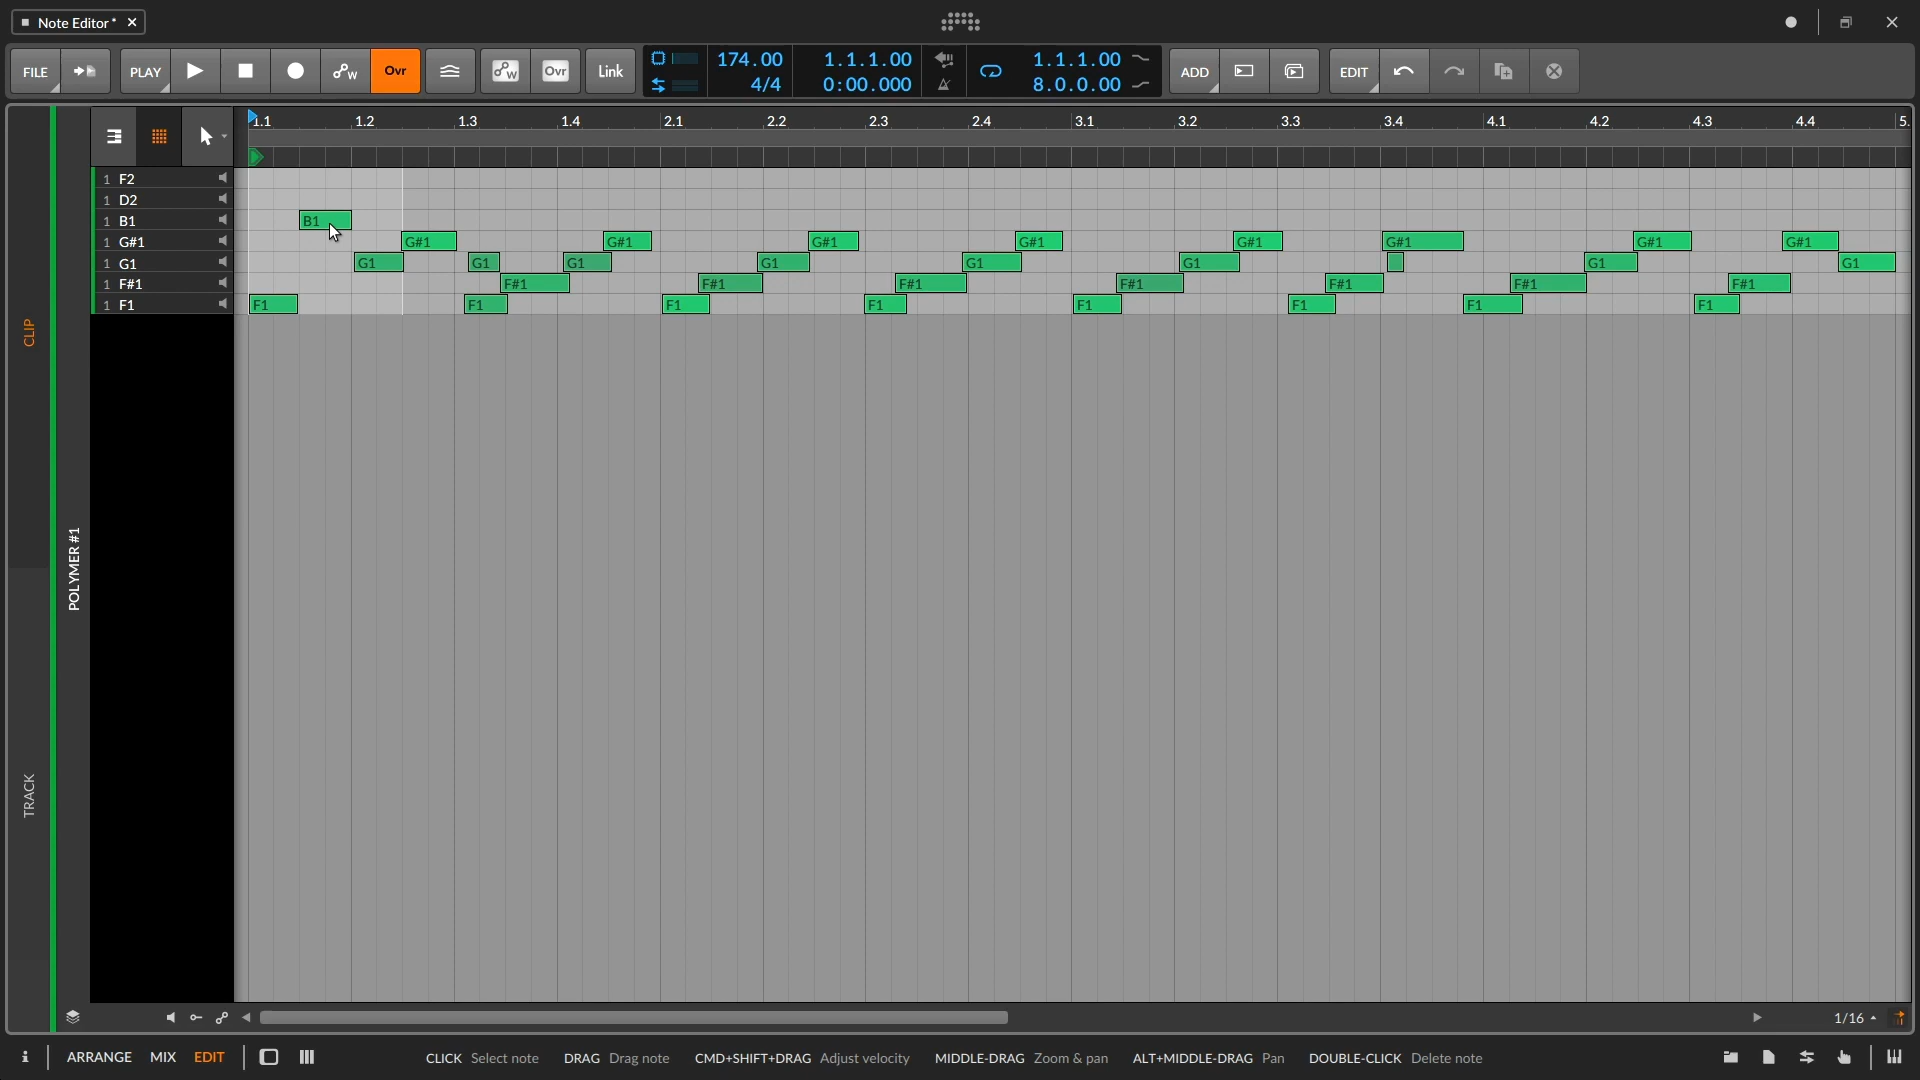 Note Editor*
FILE PLAY Ovr Ovr Link 174.00 4/4 1.1.1.00 0:00.000 1.1.1.00 8.0.0.00 ADD EDIT
1.1 1.2 1.3 1.4 2.1 2.2 2.3 2.4 3.1 3.2 3.3 3.4 4.1 4.2 4.3 4.4 5.
1 F2
1 D2
1 B1 B1
1 G#1 G#1 G#1 G#1 G#1 G#1 G#1 G#1 G#1
1 G1 G1 G1 G1 G1 G1 G1 G1 G1
1 F#1 F#1 F#1 F#1 F#1 F#1 F#1 F#1
1 F1 F1 F1 F1 F1 F1 F1 F1 F1
CLIP
POLYMER #1
TRACK
1/16
i ARRANGE MIX EDIT CLICK Select note DRAG Drag note CMD+SHIFT+DRAG Adjust velocity MIDDLE-DRAG Zoom & pan ALT+MIDDLE-DRAG Pan DOUBLE-CLICK Delete note